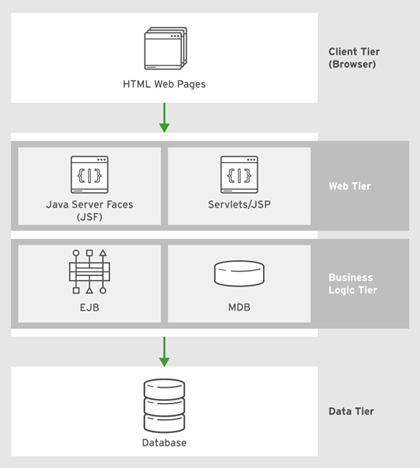 HTML Web Pages
Client Tier
(Browser)
{|}
Java Server Faces
(JSF)
{|}
Servlets/JSP
Web Tier
EJB
MDB
Business
Logic Tier
Database
Data Tier